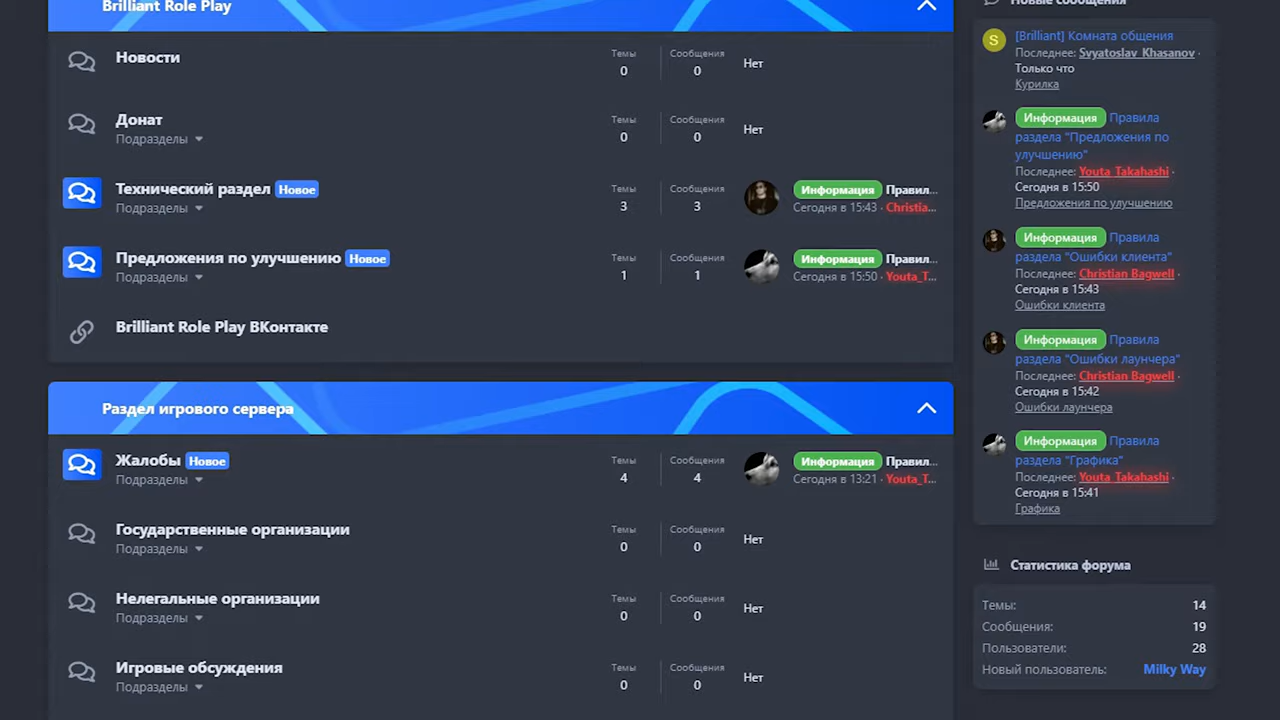 Brilliant Role Play
Новости
Темы
0
Сообщения
0
Нет
Донат
Подразделы
Темы
0
Сообщения
0
Нет
Технический раздел Новое
Подразделы
Темы
3
Сообщения
3
Информация Правил...
Сегодня в 15:43 · Christia...
Предложения по улучшению Новое
Подразделы
Темы
1
Сообщения
1
Информация Правил...
Сегодня в 15:50 · Youta_T...
Brilliant Role Play ВКонтакте
Раздел игрового сервера
Жалобы Новое
Подразделы
Темы
4
Сообщения
4
Информация Правил...
Сегодня в 13:21 · Youta_T...
Государственные организации
Подразделы
Темы
0
Сообщения
0
Нет
Нелегальные организации
Подразделы
Темы
0
Сообщения
0
Нет
Игровые обсуждения
Подразделы
Темы
0
Сообщения
0
Нет
Новые сообщения
S
[Brilliant] Комната общения
Последнее: Svyatoslav_Khasanov ·
Только что
Курилка
Информация Правила
раздела "Предложения по
улучшению"
Последнее: Youta_Takahashi ·
Сегодня в 15:50
Предложения по улучшению
Информация Правила
раздела "Ошибки клиента"
Последнее: Christian Bagwell ·
Сегодня в 15:43
Ошибки клиента
Информация Правила
раздела "Ошибки лаунчера"
Последнее: Christian Bagwell ·
Сегодня в 15:42
Ошибки лаунчера
Информация Правила
раздела "Графика"
Последнее: Youta_Takahashi ·
Сегодня в 15:41
Графика
Статистика форума
Темы: 14
Сообщения: 19
Пользователи: 28
Новый пользователь: Milky Way